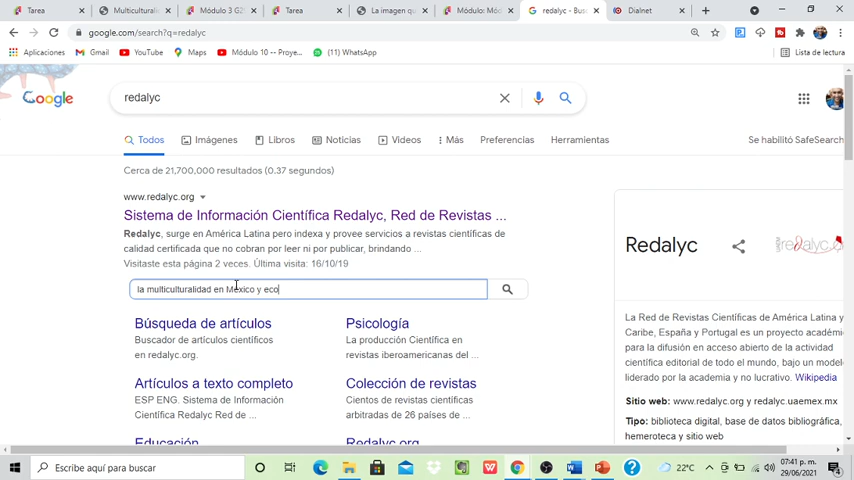 Tarea
Multiculturali
Módulo 3 G2
Tarea
La imagen qu
Módulo: Mód
redalyc - Bus
Dialnet
google.com/search?q=redalyc
Aplicaciones
Gmail
YouTube
Maps
Módulo 10 -- Proye...
(11) WhatsApp
Lista de lectura
Google
redalyc
Todos
Imágenes
Libros
Noticias
Videos
Más
Preferencias
Herramientas
Se habilitó SafeSearch
Cerca de 21,700,000 resultados (0.37 segundos)
www.redalyc.org
Sistema de Información Científica Redalyc, Red de Revistas ...
Redalyc, surge en América Latina pero indexa y provee servicios a revistas científicas de
calidad certificada que no cobran por leer ni por publicar, brindando ...
Visitaste esta página 2 veces. Última visita: 16/10/19
la multiculturalidad en México y eco
Búsqueda de artículos
Buscador de artículos científicos
en redalyc.org.
Psicología
La producción Científica en
revistas iberoamericanas del ...
Artículos a texto completo
ESP ENG. Sistema de Información
Científica Redalyc Red de ...
Colección de revistas
Cientos de revistas científicas
arbitradas de 26 países de ...
Educación
Redalyc.org
Redalyc
redalyc
La Red de Revistas Científicas de América Latina y
Caribe, España y Portugal es un proyecto académi
para la difusión en acceso abierto de la actividad
científica editorial de todo el mundo, bajo un model
liderado por la academia y no lucrativo. Wikipedia
Sitio web: www.redalyc.org y redalyc.uaemex.mx
Tipo: biblioteca digital, base de datos bibliográfica,
hemeroteca y sitio web
Escribe aquí para buscar
22°C
07:41 p. m.
29/06/2021
4